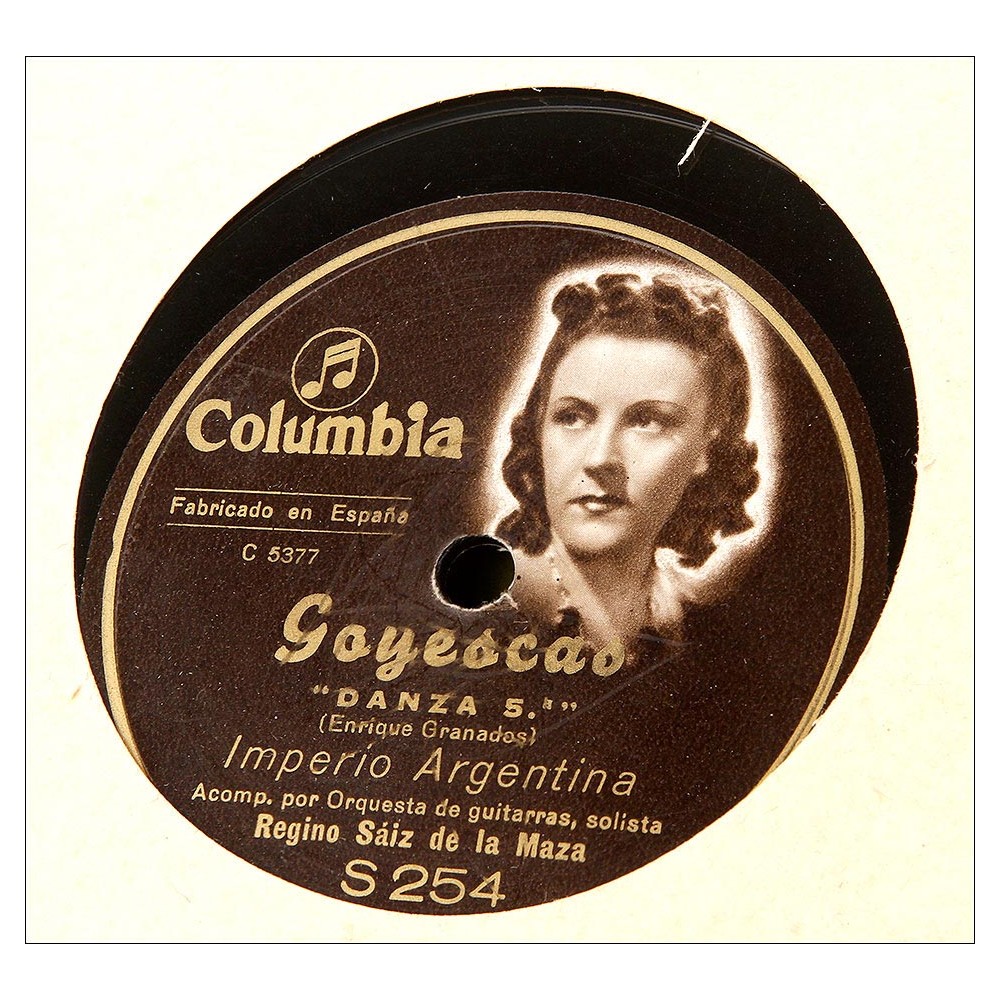 Columbia
Fabricado en España
C 5377
Goyescas
"DANZA 5.ª"
(Enrique Granados)
Imperio Argentina
Acomp. por Orquesta de guitarras, solista
Regino Sáiz de la Maza
S 254